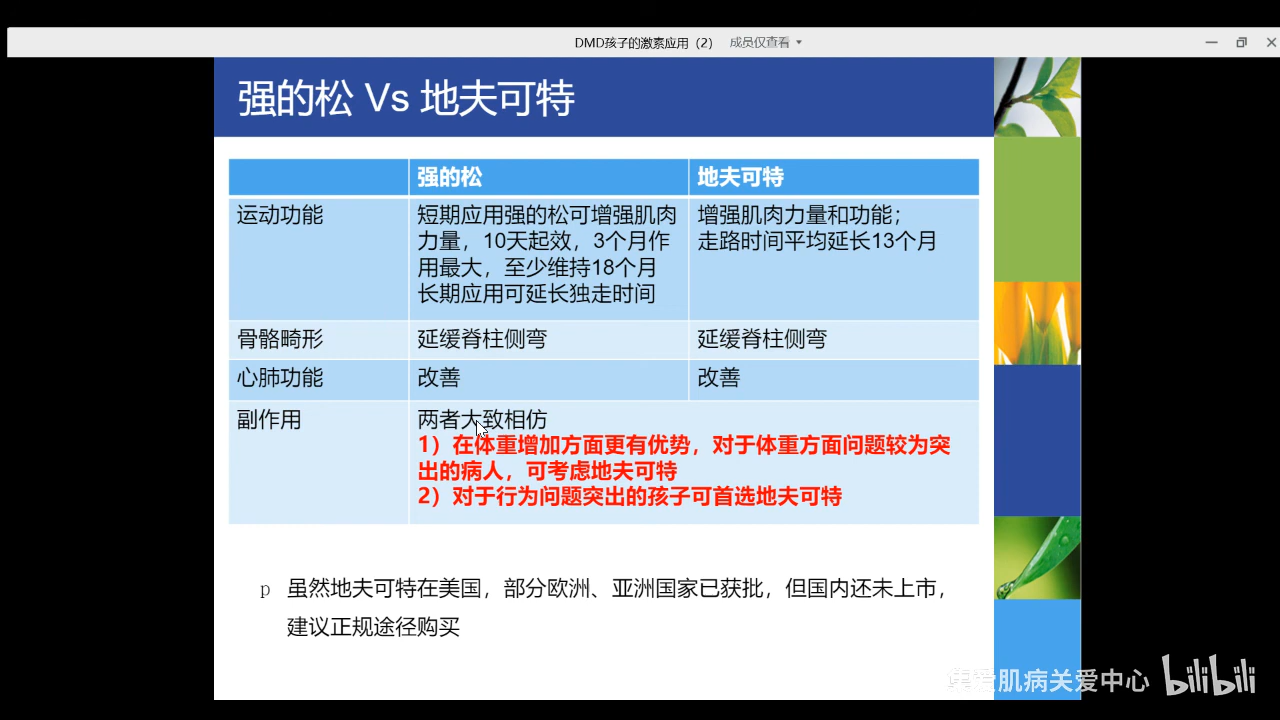 DMD孩子的激素应用（2） 成员仅查看
强的松 Vs 地夫可特
强的松 地夫可特
运动功能
短期应用强的松可增强肌肉
力量，10天起效，3个月作
用最大，至少维持18个月
长期应用可延长独走时间
增强肌肉力量和功能；
走路时间平均延长13个月
骨骼畸形 延缓脊柱侧弯 延缓脊柱侧弯
心肺功能 改善 改善
副作用
两者大致相仿
1）在体重增加方面更有优势，对于体重方面问题较为突
出的病人，可考虑地夫可特
2）对于行为问题突出的孩子可首选地夫可特
p 虽然地夫可特在美国，部分欧洲、亚洲国家已获批，但国内还未上市，
建议正规途径购买
爱肌病关爱中心 bilibili